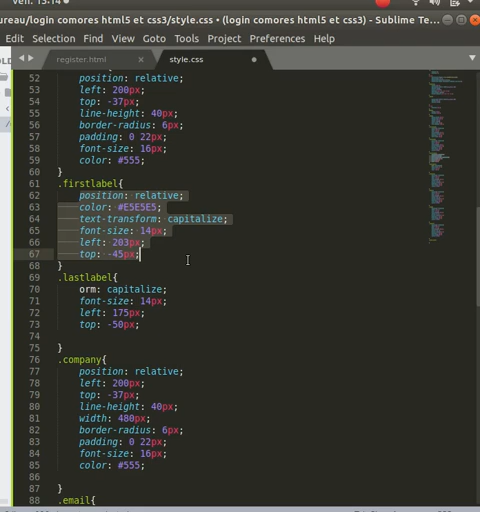 ven. 13:14
ureau/login comores html5 et css3/style.css • (login comores html5 et css3) - Sublime Te...
Edit Selection Find View Goto Tools Project Preferences Help
register.html
style.css
52 position: relative;
53 left: 200px;
54 top: -37px;
55 line-height: 40px;
56 border-radius: 6px;
57 padding: 0 22px;
58 font-size: 16px;
59 color: #555;
60 }
61 .firstlabel{
62 position: relative;
63 color: #E5E5E5;
64 text-transform: capitalize;
65 font-size: 14px;
66 left: 203px;
67 top: -45px;
68 }
69 .lastlabel{
70 orm: capitalize;
71 font-size: 14px;
72 left: 175px;
73 top: -50px;
74
75 }
76 .company{
77 position: relative;
78 left: 200px;
79 top: -37px;
80 line-height: 40px;
81 width: 480px;
82 border-radius: 6px;
83 padding: 0 22px;
84 font-size: 16px;
85 color: #555;
86
87 }
88 .email{